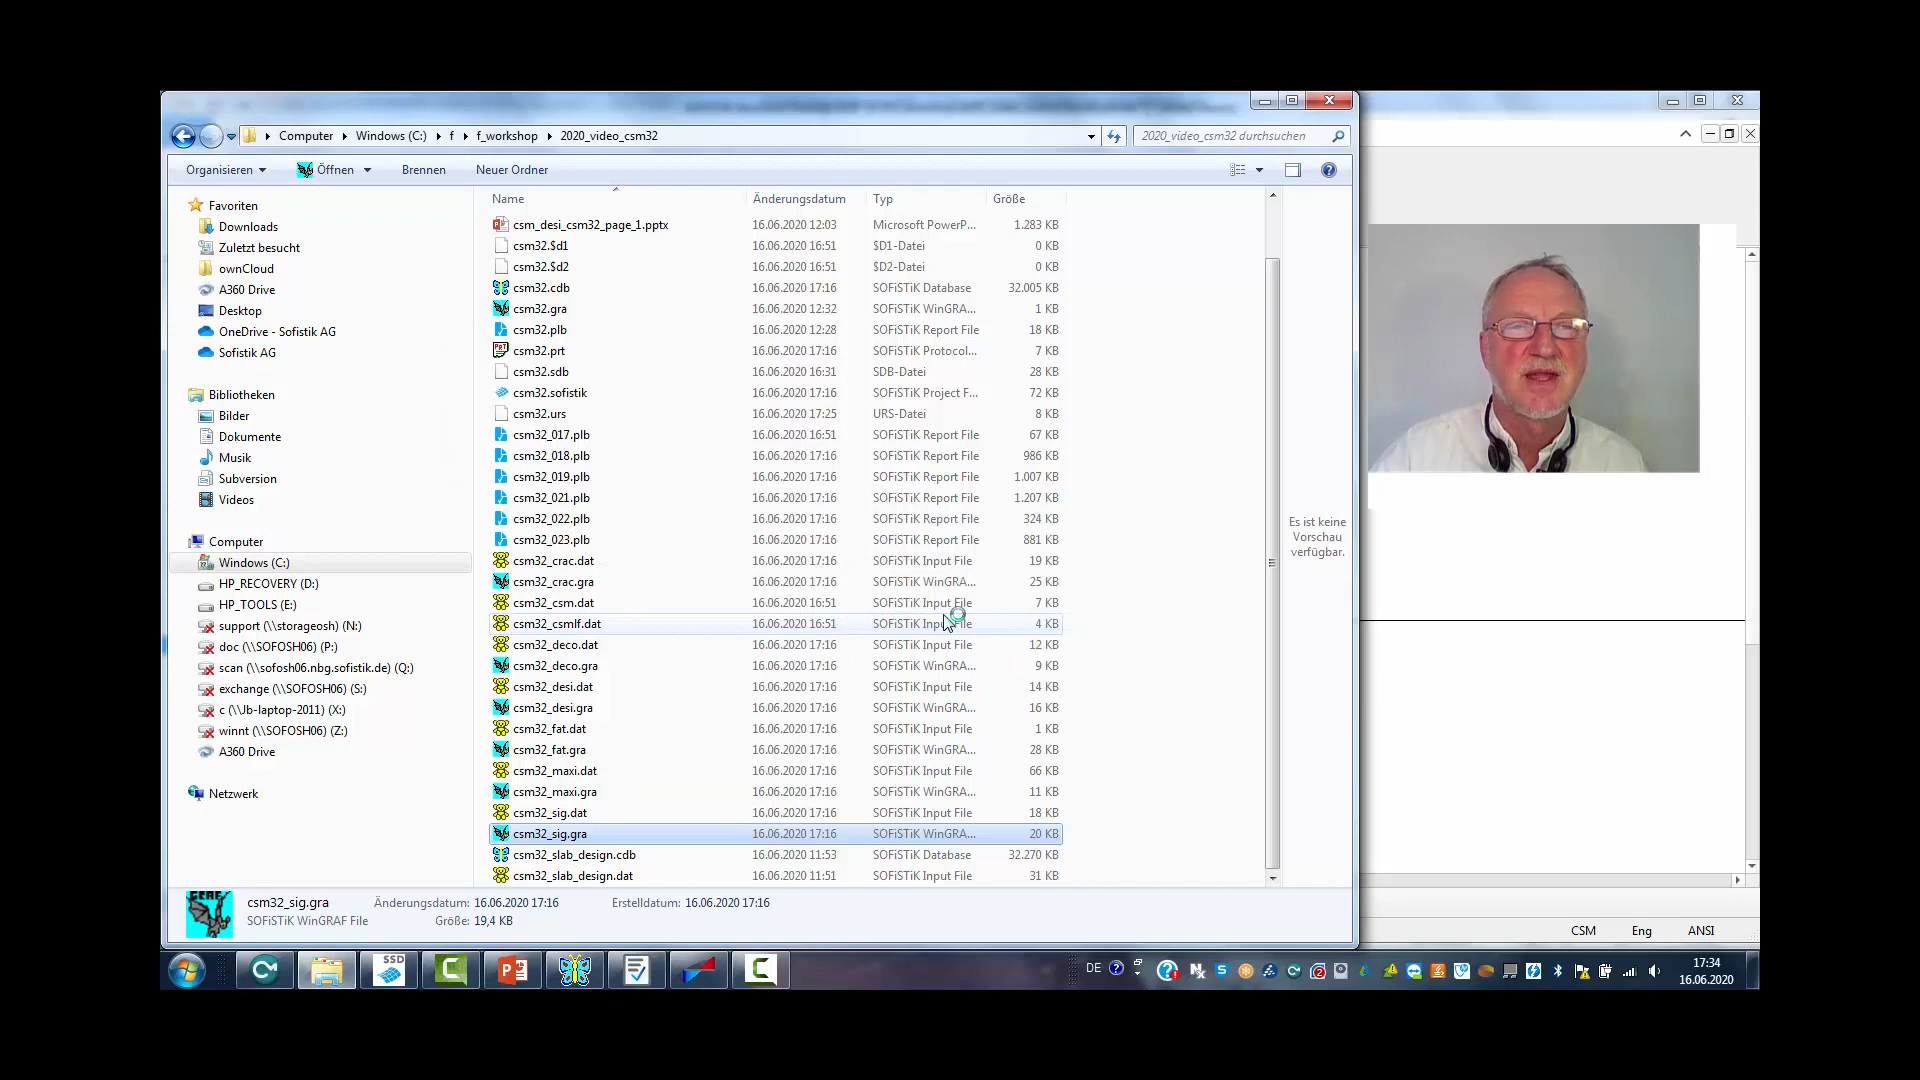 Computer Windows (C:) f f_workshop 2020_video_csm32 2020_video_csm32 durchsuchen
Organisieren Öffnen Brennen Neuer Ordner
Favoriten
Downloads
Zuletzt besucht
ownCloud
A360 Drive
Desktop
OneDrive - Sofistik AG
Sofistik AG
Bibliotheken
Bilder
Dokumente
Musik
Subversion
Videos
Computer
Windows (C:)
HP_RECOVERY (D:)
HP_TOOLS (E:)
support (\\storageosh) (N:)
doc (\\SOFOSH06) (P:)
scan (\\sofosh06.nbg.sofistik.de) (Q:)
exchange (\\SOFOSH06) (S:)
c (\\Jb-laptop-2011) (X:)
winnt (\\SOFOSH06) (Z:)
A360 Drive
Netzwerk
Name Änderungsdatum Typ Größe
csm_desi_csm32_page_1.pptx 16.06.2020 12:03 Microsoft PowerP... 1.283 KB
csm32.$d1 16.06.2020 16:51 $D1-Datei 0 KB
csm32.$d2 16.06.2020 16:51 $D2-Datei 0 KB
csm32.cdb 16.06.2020 17:16 SOFiSTiK Database 32.005 KB
csm32.gra 16.06.2020 12:32 SOFiSTiK WinGRA... 1 KB
csm32.plb 16.06.2020 12:28 SOFiSTiK Report File 18 KB
csm32.prt 16.06.2020 17:16 SOFiSTiK Protocol... 7 KB
csm32.sdb 16.06.2020 16:31 SDB-Datei 28 KB
csm32.sofistik 16.06.2020 17:16 SOFiSTiK Project F... 72 KB
csm32.urs 16.06.2020 17:25 URS-Datei 8 KB
csm32_017.plb 16.06.2020 16:51 SOFiSTiK Report File 67 KB
csm32_018.plb 16.06.2020 17:16 SOFiSTiK Report File 986 KB
csm32_019.plb 16.06.2020 17:16 SOFiSTiK Report File 1.007 KB
csm32_021.plb 16.06.2020 17:16 SOFiSTiK Report File 1.207 KB
csm32_022.plb 16.06.2020 17:16 SOFiSTiK Report File 324 KB
csm32_023.plb 16.06.2020 17:16 SOFiSTiK Report File 881 KB
csm32_crac.dat 16.06.2020 17:16 SOFiSTiK Input File 19 KB
csm32_crac.gra 16.06.2020 17:16 SOFiSTiK WinGRA... 25 KB
csm32_csm.dat 16.06.2020 16:51 SOFiSTiK Input File 7 KB
csm32_csmlf.dat 16.06.2020 16:51 SOFiSTiK Input File 4 KB
csm32_deco.dat 16.06.2020 17:16 SOFiSTiK Input File 12 KB
csm32_deco.gra 16.06.2020 17:16 SOFiSTiK WinGRA... 9 KB
csm32_desi.dat 16.06.2020 17:16 SOFiSTiK Input File 14 KB
csm32_desi.gra 16.06.2020 17:16 SOFiSTiK WinGRA... 16 KB
csm32_fat.dat 16.06.2020 17:16 SOFiSTiK Input File 1 KB
csm32_fat.gra 16.06.2020 17:16 SOFiSTiK WinGRA... 28 KB
csm32_maxi.dat 16.06.2020 17:16 SOFiSTiK Input File 66 KB
csm32_maxi.gra 16.06.2020 17:16 SOFiSTiK WinGRA... 11 KB
csm32_sig.dat 16.06.2020 17:16 SOFiSTiK Input File 18 KB
csm32_sig.gra 16.06.2020 17:16 SOFiSTiK WinGRA... 20 KB
csm32_slab_design.cdb 16.06.2020 11:53 SOFiSTiK Database 32.270 KB
csm32_slab_design.dat 16.06.2020 11:51 SOFiSTiK Input File 31 KB
Es ist keine
Vorschau
verfügbar.
csm32_sig.gra Änderungsdatum: 16.06.2020 17:16 Erstelldatum: 16.06.2020 17:16
SOFiSTiK WinGRAF File Größe: 19,4 KB
CSM Eng ANSI
SSD
DE
17:34
16.06.2020